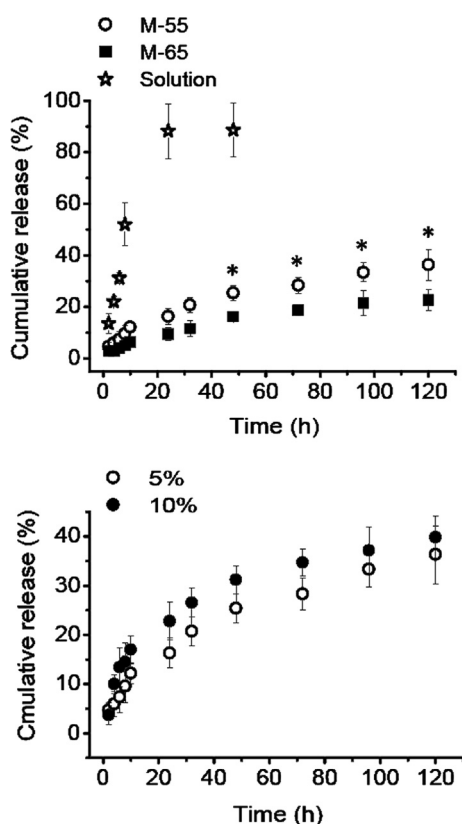 M-55
M-65
Solution
Cumulative release (%)
100
80
60
40
20
0
* * * *
0 20 40 60 80 100 120
Time (h)
5%
10%
Cmulative release (%)
40
30
20
10
0
0 20 40 60 80 100 120
Time (h)